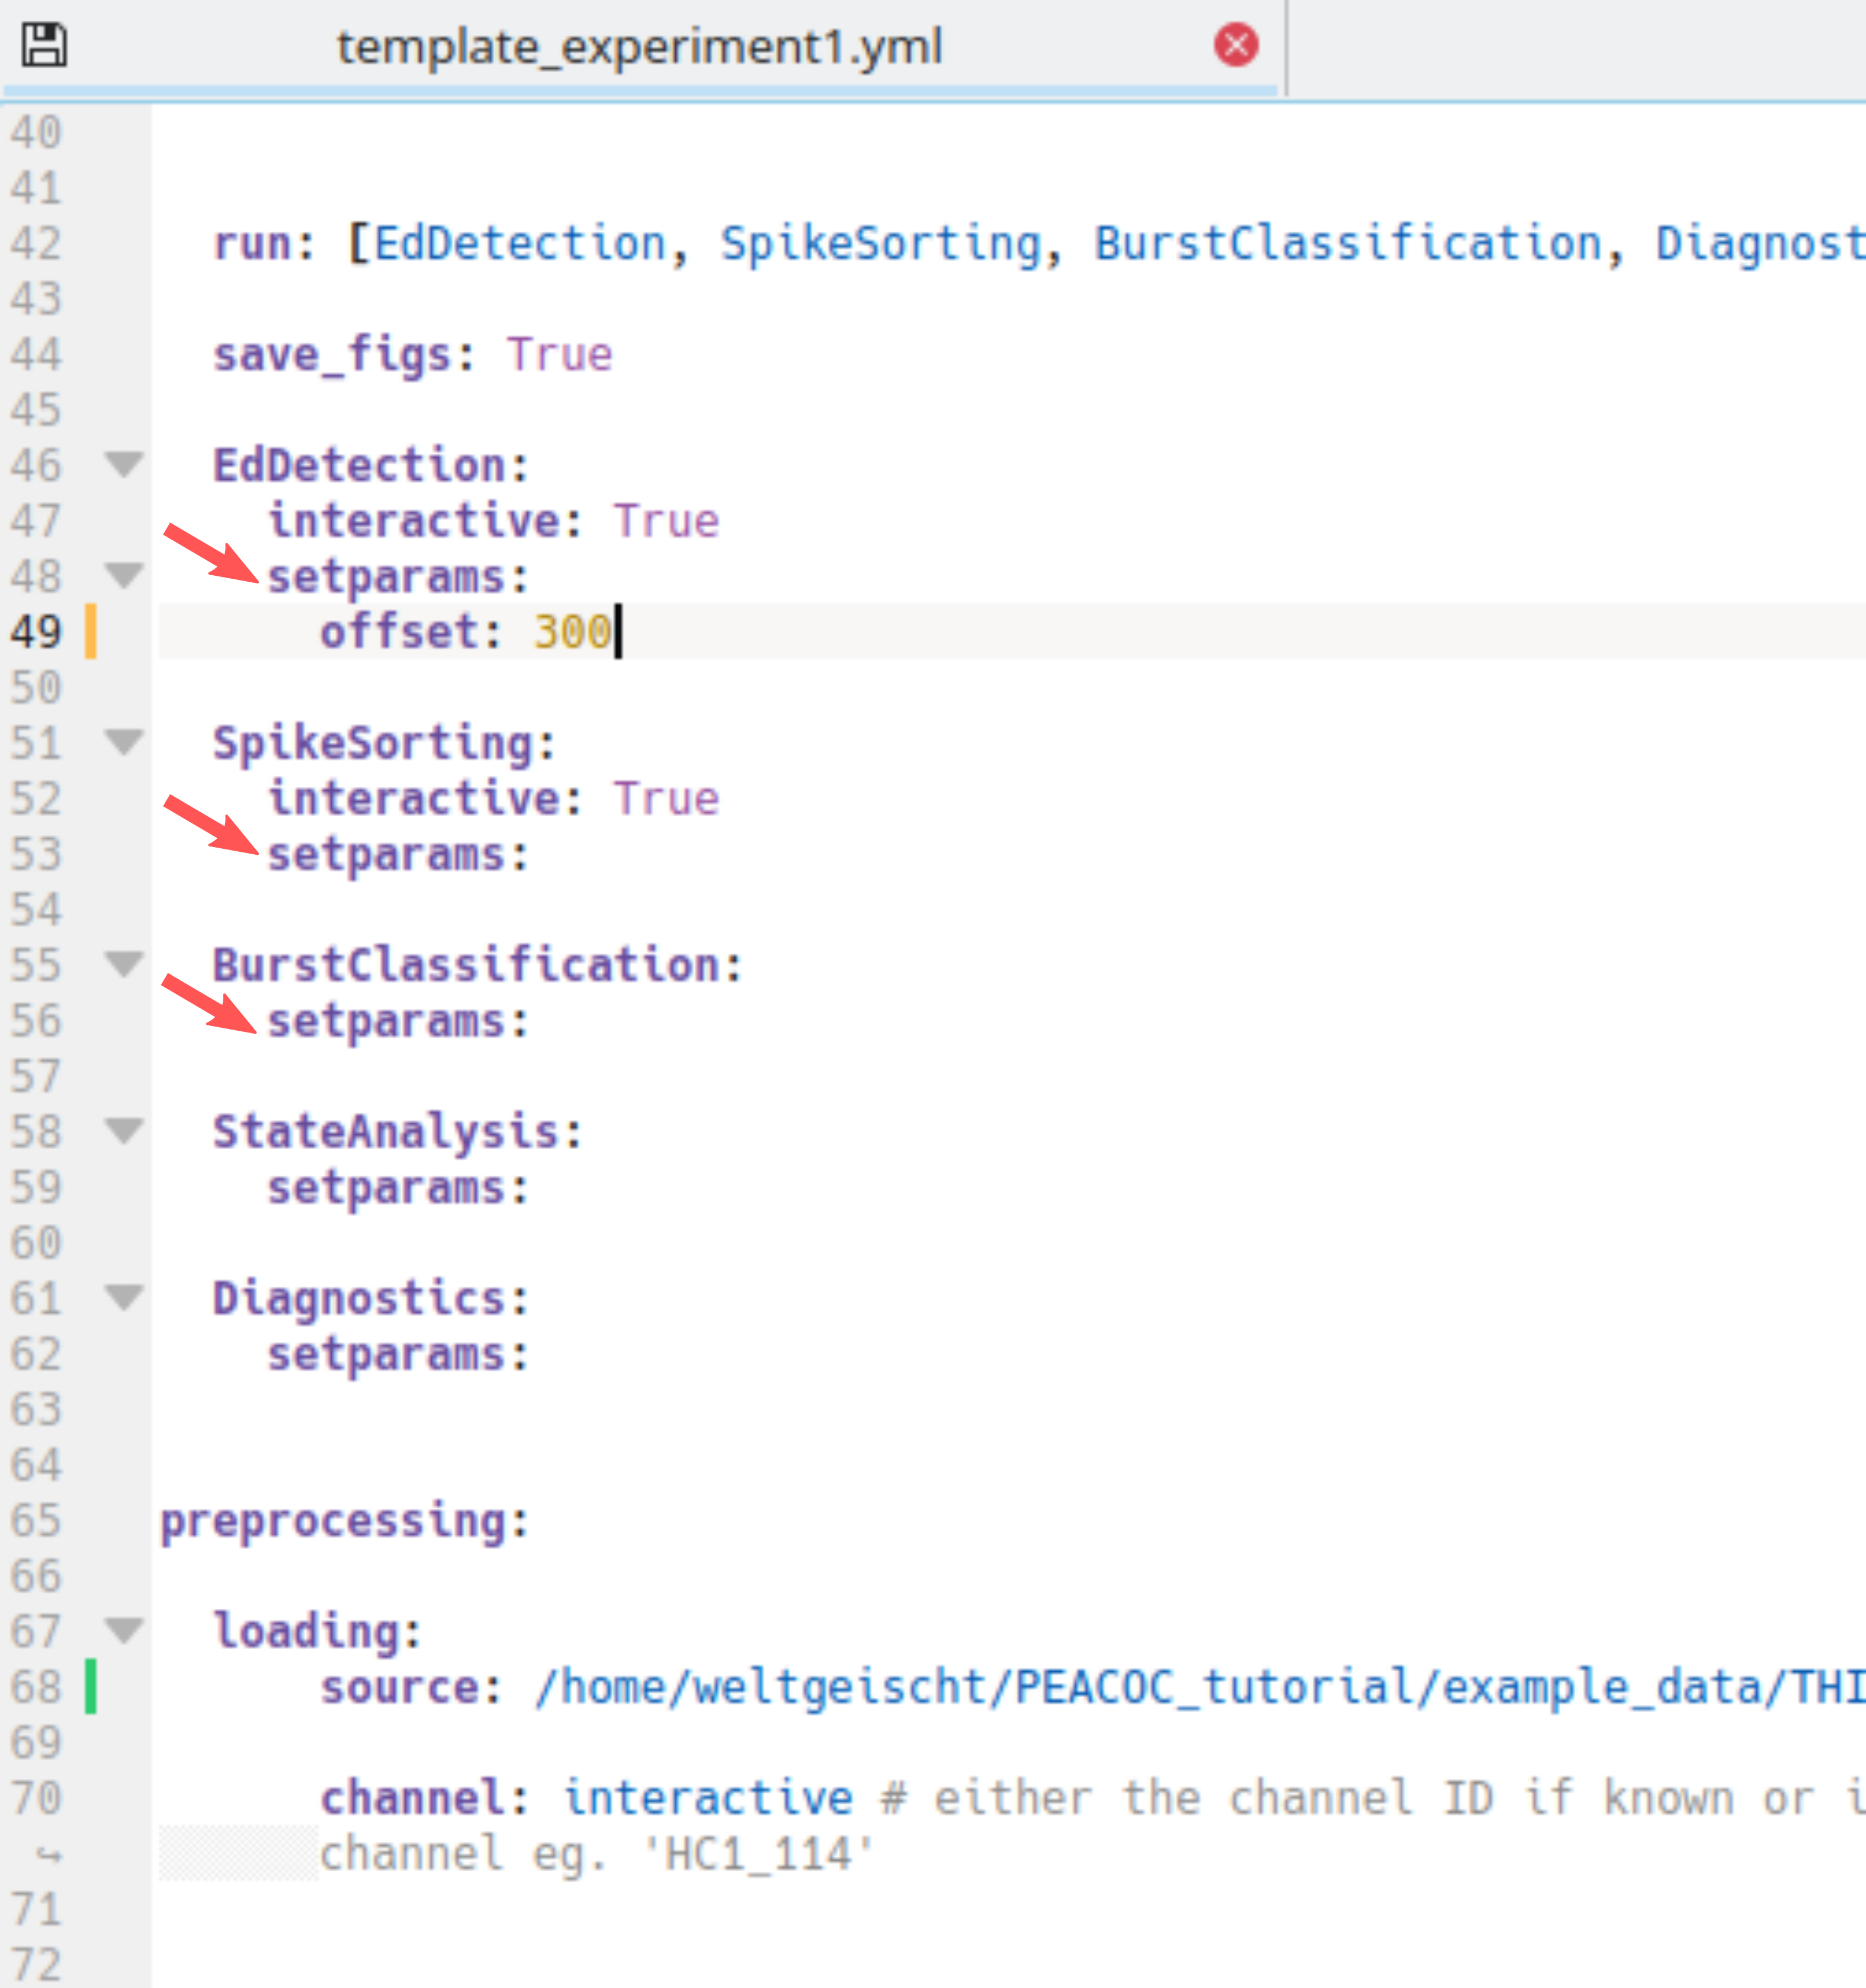 template_experiment1.yml
40
41
42 run: [EdDetection, SpikeSorting, BurstClassification, Diagnost
43
44 save_figs: True
45
46 EdDetection:
47 interactive: True
48 setparams:
49 offset: 300
50
51 SpikeSorting:
52 interactive: True
53 setparams:
54
55 BurstClassification:
56 setparams:
57
58 StateAnalysis:
59 setparams:
60
61 Diagnostics:
62 setparams:
63
64
65 preprocessing:
66
67 loading:
68 source: /home/weltgeischt/PEACOC_tutorial/example_data/THI
69
70 channel: interactive # either the channel ID if known or i
channel eg. 'HC1_114'
71
72